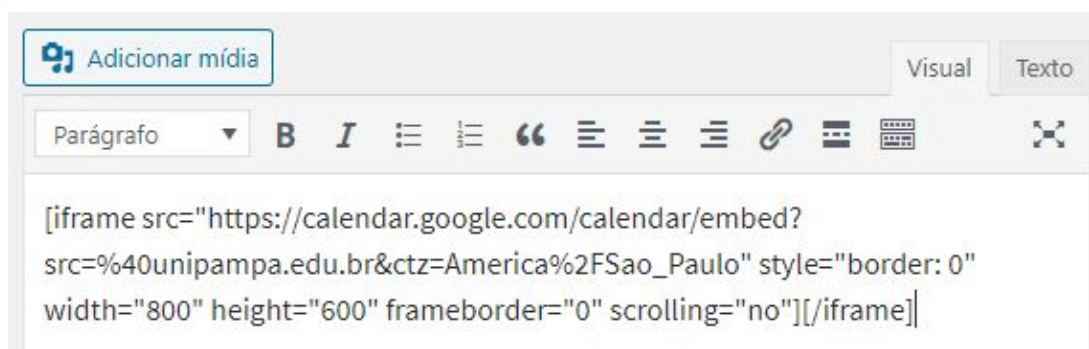 Adicionar mídia
Visual
Texto
Parágrafo
[iframe src="https://calendar.google.com/calendar/embed?
src=%40unipampa.edu.br&ctz=America%2FSao_Paulo" style="border: 0"
width="800" height="600" frameborder="0" scrolling="no"][/iframe]